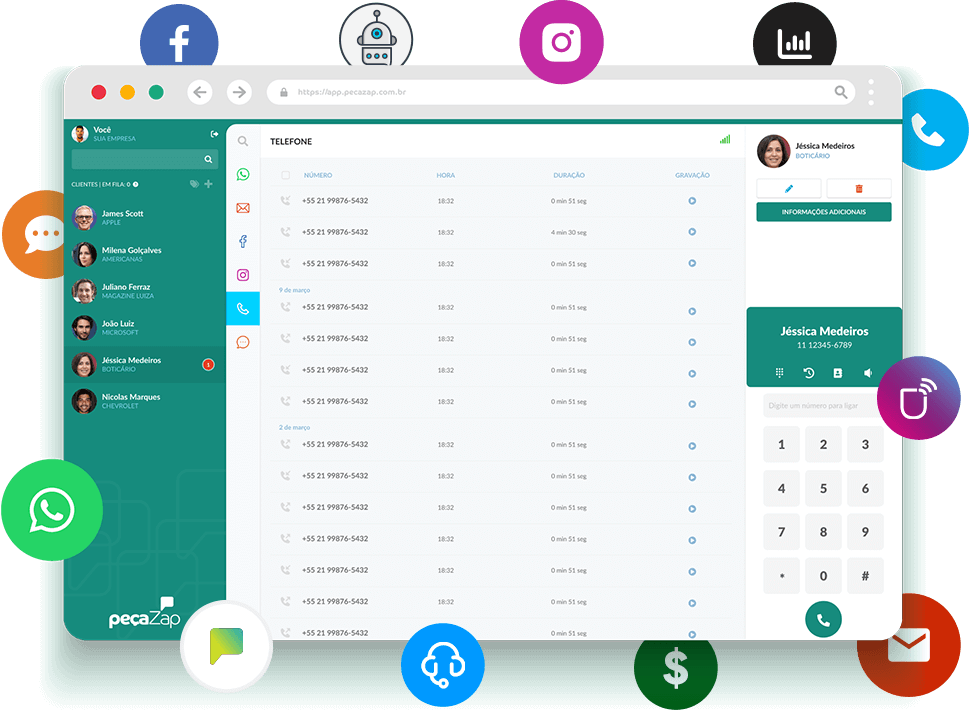 https://app.pecazap.com.br
Você
SUA EMPRESA
CLIENTES | EM FILA: 0
James Scott
APPLE
Milena Golçalves
AMERICANAS
Juliano Ferraz
MAGAZINE LUIZA
João Luiz
MICROSOFT
Jéssica Medeiros
BOTICÁRIO
1
Nicolas Marques
CHEVROLET
pecaZap
TELEFONE
NÚMERO HORA DURAÇÃO GRAVAÇÃO
+55 21 99876-5432 18:32 0 min 51 seg
+55 21 99876-5432 18:32 4 min 30 seg
+55 21 99876-5432 18:32 0 min 51 seg
9 de março
+55 21 99876-5432 18:32 0 min 51 seg
+55 21 99876-5432 18:32 0 min 51 seg
+55 21 99876-5432 18:32 0 min 51 seg
+55 21 99876-5432 18:32 0 min 51 seg
2 de março
+55 21 99876-5432 18:32 0 min 51 seg
+55 21 99876-5432 18:32 0 min 51 seg
+55 21 99876-5432 18:32 0 min 51 seg
+55 21 99876-5432 18:32 0 min 51 seg
+55 21 99876-5432 18:32 0 min 51 seg
+55 21 99876-5432 18:32 0 min 51 seg
+55 21 99876-5432 18:32 0 min 51 seg
Jéssica Medeiros
BOTICÁRIO
INFORMAÇÕES ADICIONAIS
Jéssica Medeiros
11 12345-6789
Digite um número para ligar
1 2 3
4 5 6
7 8 9
* 0 #
$